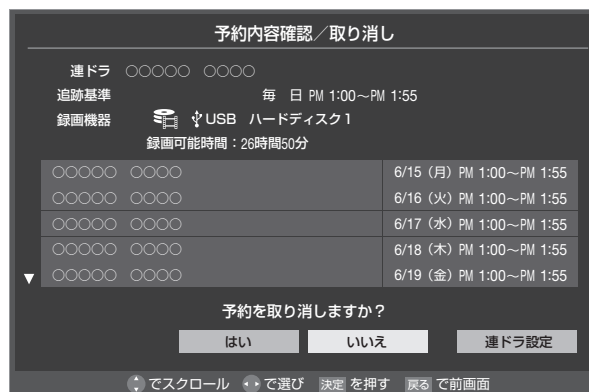 予約内容確認／取り消し
連ドラ ○○○○○ ○○○○
追跡基準 毎 日 PM 1:00～PM 1:55
録画機器 USB ハードディスク1
録画可能時間：26時間50分
○○○○○ ○○○○ 6/15（月）PM 1:00～PM 1:55
○○○○○ ○○○○ 6/16（火）PM 1:00～PM 1:55
○○○○○ ○○○○ 6/17（水）PM 1:00～PM 1:55
○○○○○ ○○○○ 6/18（木）PM 1:00～PM 1:55
○○○○○ ○○○○ 6/19（金）PM 1:00～PM 1:55
予約を取り消しますか？
はい いいえ 連ドラ設定
でスクロール で選び 決定 を押す 戻る で前画面